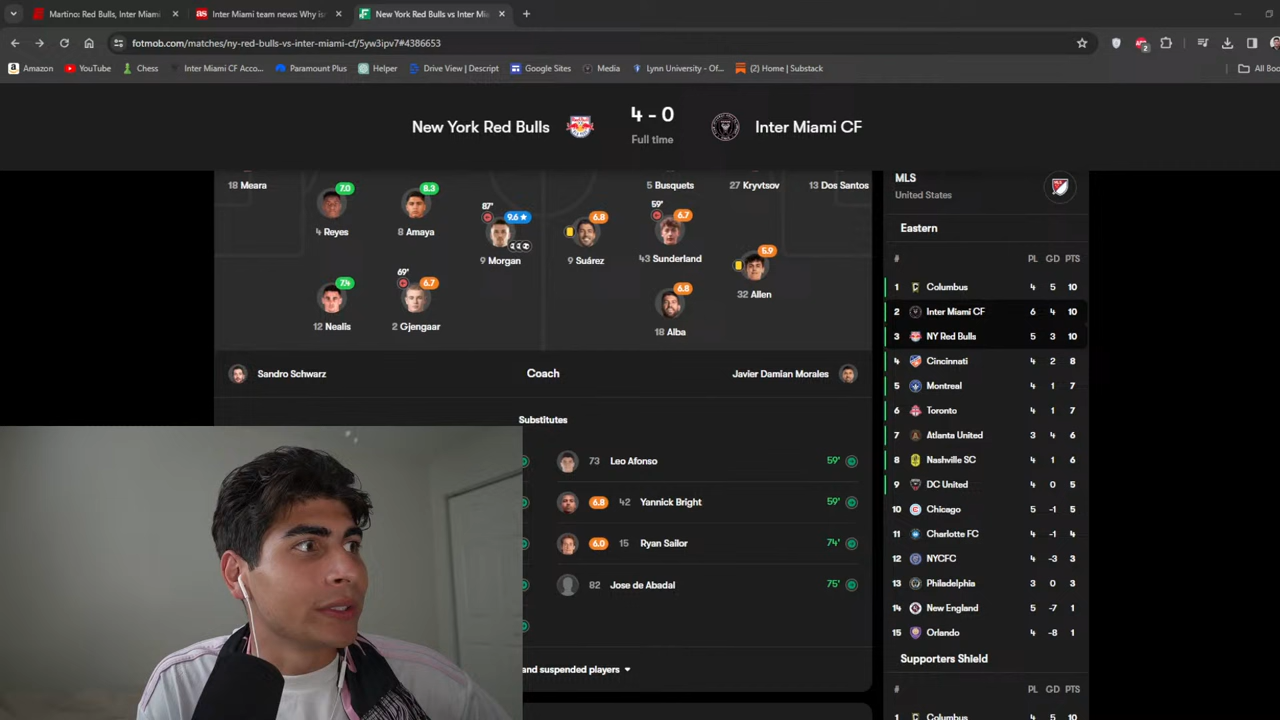 Martino: Red Bulls, Inter Miami
Inter Miami team news: Why is
New York Red Bulls vs Inter Mia
fotmob.com/matches/ny-red-bulls-vs-inter-miami-cf/5yw3ipv7#4386653
2
Amazon YouTube Chess Inter Miami CF Acco... Paramount Plus Helper Drive View | Descript Google Sites Media Lynn University - Of... (2) Home | Substack All Boo
New York Red Bulls 4 - 0 Inter Miami CF
Full time
18 Meara
5 Busquets
27 Kryvtsov
13 Dos Santos
7.0
4 Reyes
8.3
8 Amaya
87'
9.6 ★
9 Morgan
6.8
9 Suárez
59'
6.7
43 Sunderland
5.9
32 Allen
7.4
12 Nealis
69'
6.7
2 Gjengaar
6.8
18 Alba
Sandro Schwarz Coach Javier Damian Morales
Substitutes
73 Leo Afonso 59'
6.8 42 Yannick Bright 59'
6.0 15 Ryan Sailor 74'
82 Jose de Abadal 75'
and suspended players
MLS
United States
Eastern
# PL GD PTS
1 Columbus 4 5 10
2 Inter Miami CF 6 4 10
3 NY Red Bulls 5 3 10
4 Cincinnati 4 2 8
5 Montreal 4 1 7
6 Toronto 4 1 7
7 Atlanta United 3 4 6
8 Nashville SC 4 1 6
9 DC United 4 0 5
10 Chicago 5 -1 5
11 Charlotte FC 4 -1 4
12 NYCFC 4 -3 3
13 Philadelphia 3 0 3
14 New England 5 -7 1
15 Orlando 4 -8 1
Supporters Shield
# PL GD PTS
1 Columbus 4 5 10